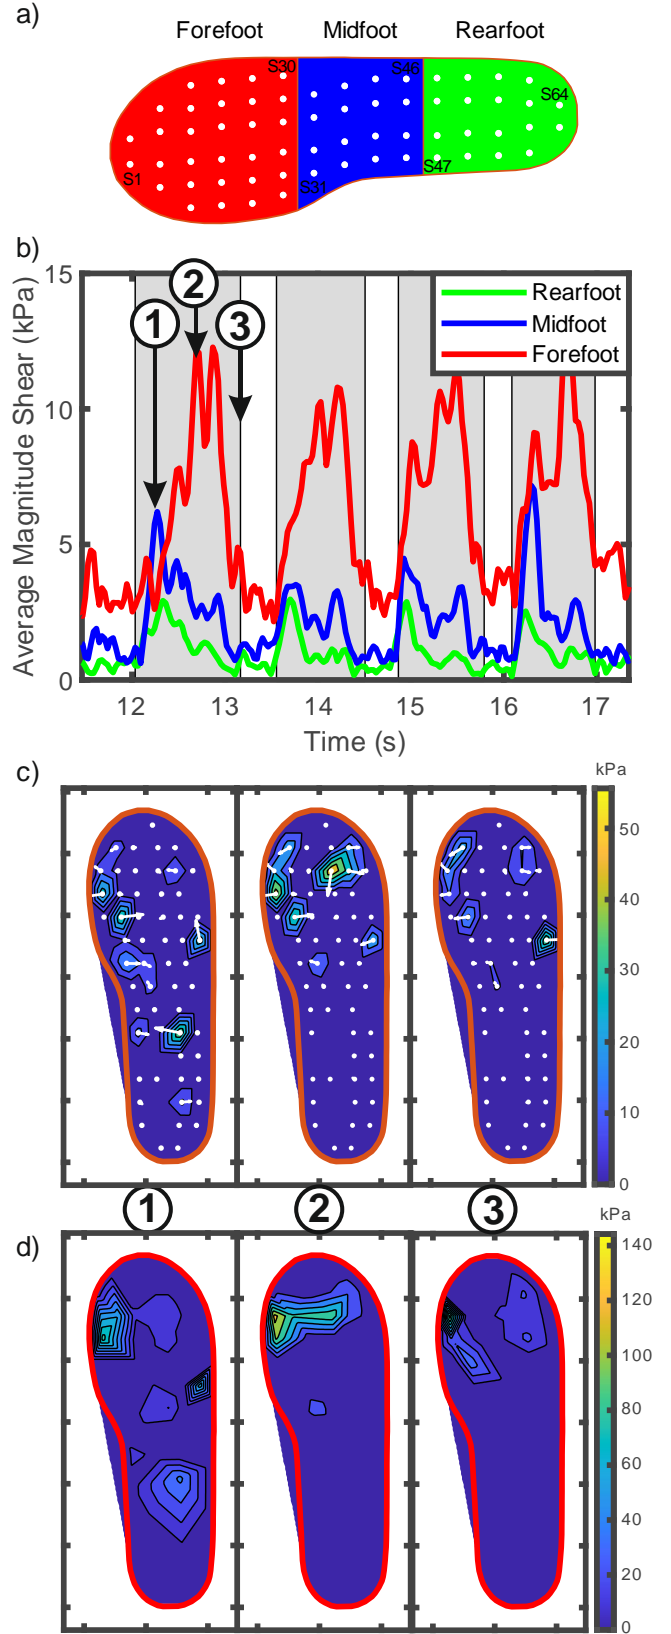 a)
Forefoot Midfoot Rearfoot
S30 S46
S64
S1 S31 S47
b)
Average Magnitude Shear (kPa)
15
10
5
0
1
2
3
Rearfoot
Midfoot
Forefoot
12 13 14 15 16 17
Time (s)
c)
kPa
50
40
30
20
10
0
1 2 3
d)
kPa
140
120
100
80
60
40
20
0